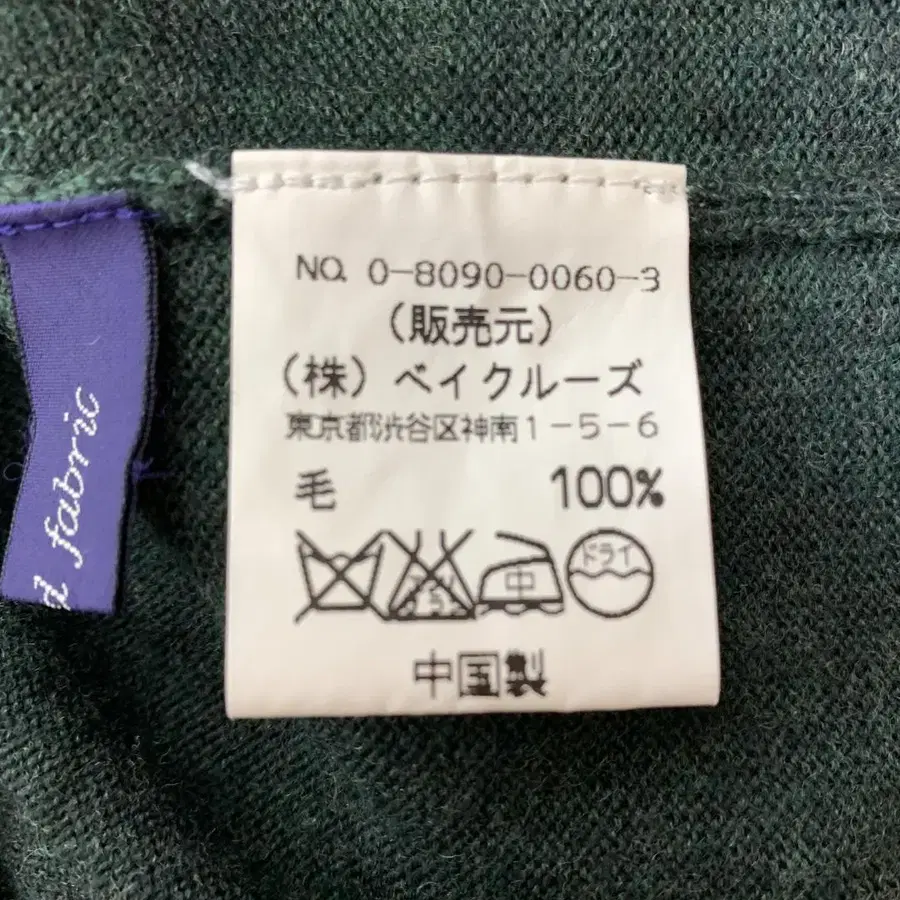 NO. 0-8090-0060-3
(販売元)
(株) ベイクルーズ
東京都渋谷区神南1-5-6
毛 100%
中
ドライ
中国製
fabric